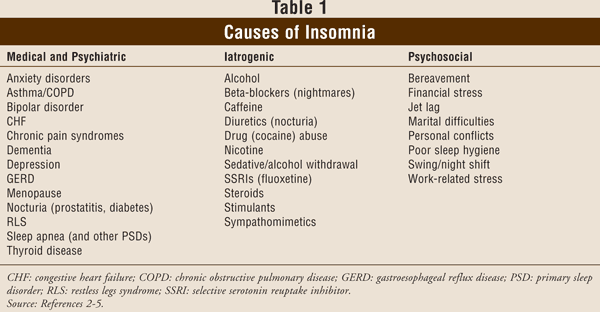 Table 1
Causes of Insomnia
Medical and Psychiatric Iatrogenic Psychosocial
Anxiety disorders Alcohol Bereavement
Asthma/COPD Beta-blockers (nightmares) Financial stress
Bipolar disorder Caffeine Jet lag
CHF Diuretics (nocturia) Marital difficulties
Chronic pain syndromes Drug (cocaine) abuse Personal conflicts
Dementia Nicotine Poor sleep hygiene
Depression Sedative/alcohol withdrawal Swing/night shift
GERD SSRIs (fluoxetine) Work-related stress
Menopause Steroids
Nocturia (prostatitis, diabetes) Stimulants
RLS Sympathomimetics
Sleep apnea (and other PSDs)
Thyroid disease
CHF: congestive heart failure; COPD: chronic obstructive pulmonary disease; GERD: gastroesophageal reflux disease; PSD: primary sleep
disorder; RLS: restless legs syndrome; SSRI: selective serotonin reuptake inhibitor.
Source: References 2-5.